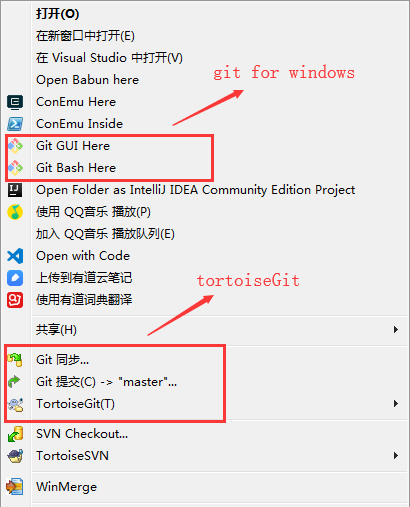 打开(O)
在新窗口中打开(E)
在 Visual Studio 中打开(V)
Open Babun here
git for windows
ConEmu Here
ConEmu Inside
Git GUI Here
Git Bash Here
Open Folder as IntelliJ IDEA Community Edition Project
使用 QQ音乐 播放(P)
加入 QQ音乐 播放队列(E)
Open with Code
上传到有道云笔记
tortoiseGit
使用有道词典翻译
共享(H)
Git 同步...
Git 提交(C) -> "master"...
TortoiseGit(T)
SVN Checkout...
TortoiseSVN
WinMerge